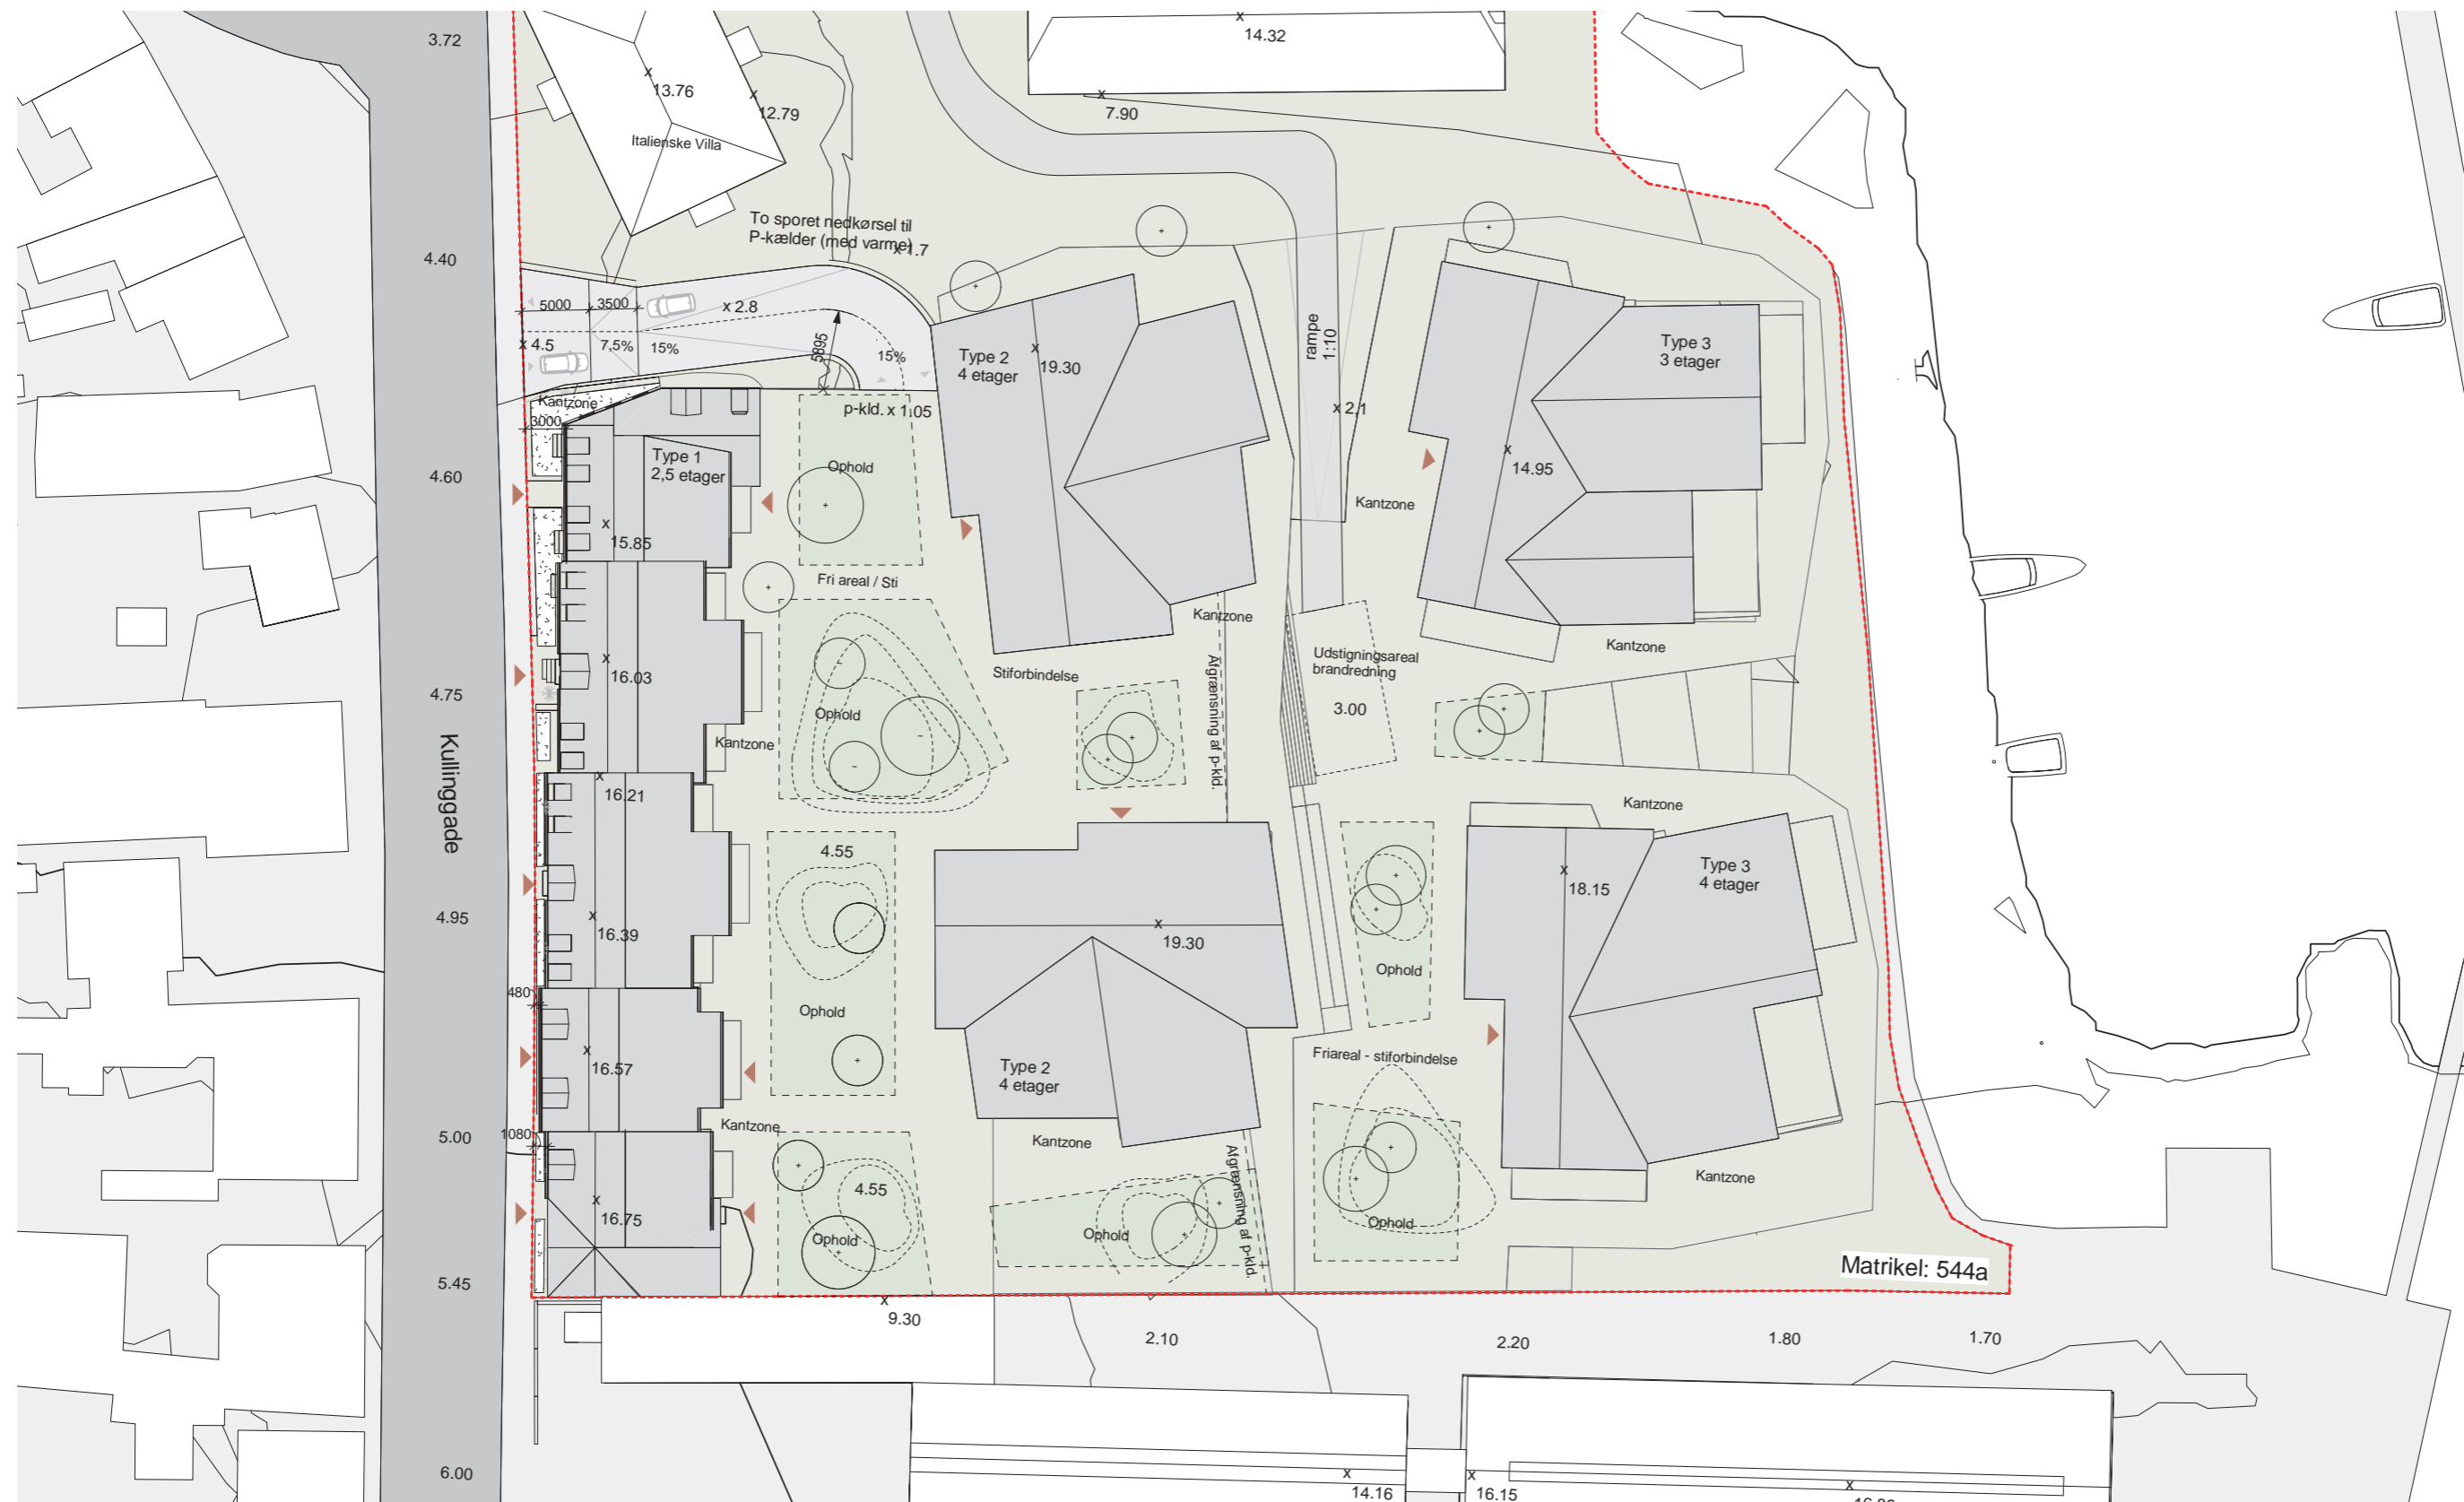 3.72
14.32
13.76
12.79
7.90
Italienske Villa
To sporet nedkørsel til
P-kælder (med varme)
x 1.7
4.40
5000
3500
x 2.8
x 4.5
7,5%
15%
5895
15%
rampe
1:10
Type 2
4 etager
19.30
Type 3
3 etager
Kantzone
3000
p-kld. x 1.05
x 2.1
Type 1
2,5 etager
Ophold
14.95
4.60
Kantzone
15.85
Fri areal / Sti
Kantzone
Kantzone
16.03
Stiforbindelse
Udstigningsareal
brandredning
3.00
4.75
Ophold
Afgrænsning af p-kld.
Kullinggade
Kantzone
16.21
Kantzone
4.55
Type 3
4 etager
18.15
4.95
16.39
19.30
Ophold
480
Ophold
16.57
Type 2
4 etager
Friareal - stiforbindelse
5.00
1080
Kantzone
Kantzone
Afgrænsning af p-kld.
Kantzone
4.55
16.75
Ophold
Ophold
Ophold
5.45
Matrikel: 544a
9.30
2.10
2.20
1.80
1.70
6.00
14.16
16.15